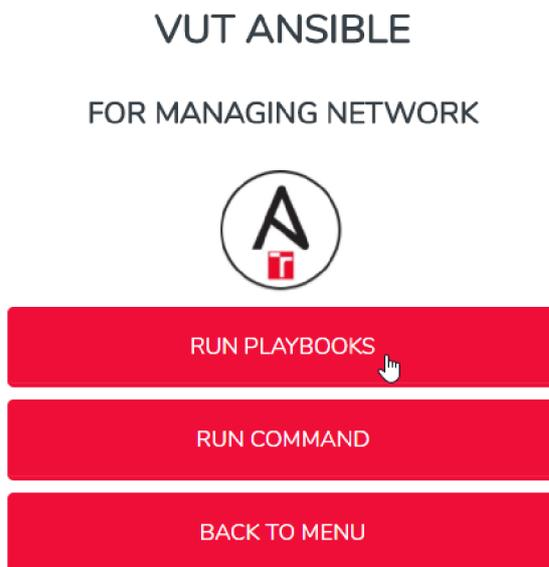 VUT ANSIBLE
FOR MANAGING NETWORK
RUN PLAYBOOKS
RUN COMMAND
BACK TO MENU